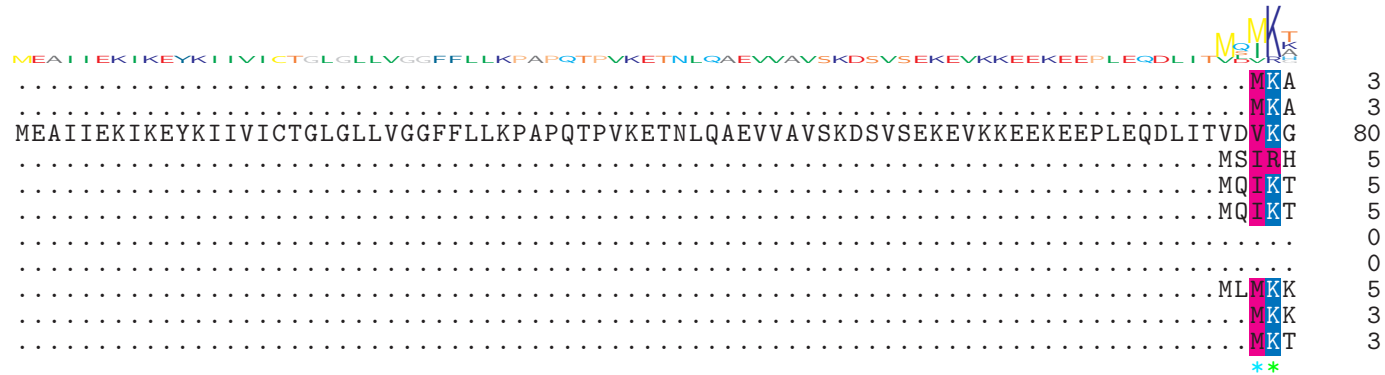 MEAIIEKIKEYKIIVICTGLGLLVGGFFLLKPAPQTPVKETNLQAEVVAVSKDSVSEKEVKKEEKEEPLEQDLIT
.............................................................................MKA 3
.............................................................................MKA 3
MEAIIEKIKEYKIIVICTGLGLLVGGFFLLKPAPQTPVKETNLQAEVVAVSKDSVSEKEVKKEEKEEPLEQDLITVDVKG 80
...........................................................................MSIRH 5
...........................................................................MQIKT 5
...........................................................................MQIKT 5
................................................................................ 0
................................................................................ 0
...........................................................................MLMKK 5
.............................................................................MKK 3
.............................................................................MKT 3
**